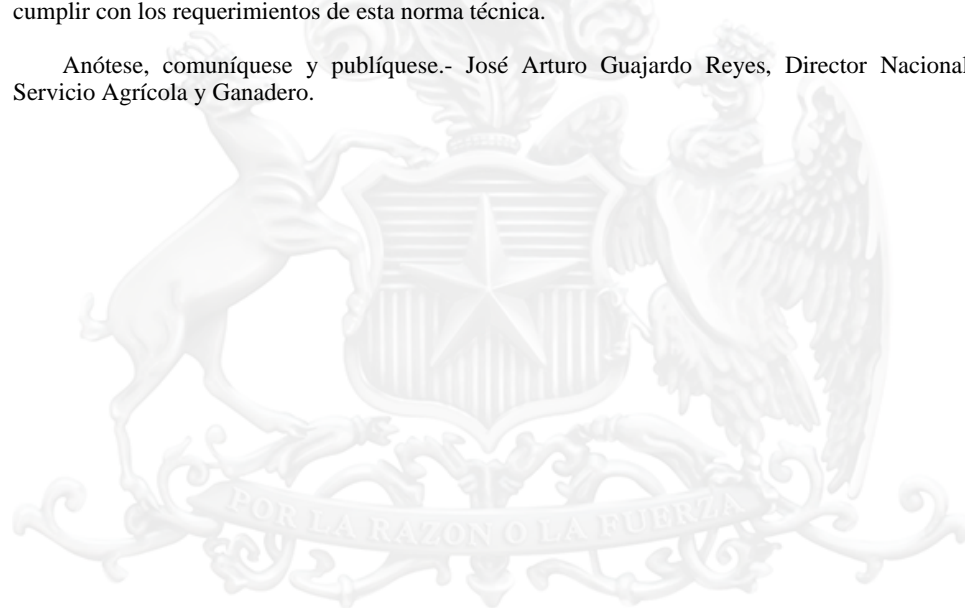 cumplir con los requerimientos de esta norma técnica.
Anótese, comuníquese y publíquese.- José Arturo Guajardo Reyes, Director Nacional
Servicio Agrícola y Ganadero.
POR LA RAZON O LA FUERZA